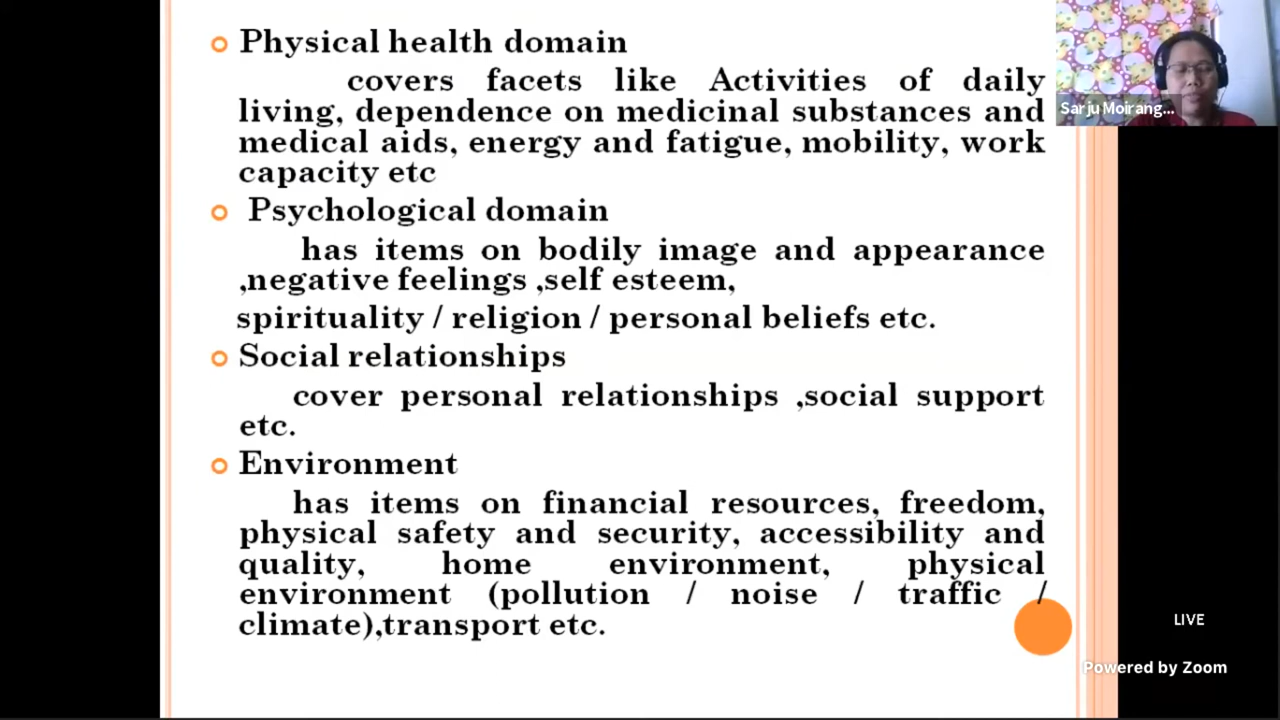 Physical health domain
covers facets like Activities of daily
living, dependence on medicinal substances and
medical aids, energy and fatigue, mobility, work
capacity etc
Psychological domain
has items on bodily image and appearance
,negative feelings ,self esteem,
spirituality / religion / personal beliefs etc.
Social relationships
cover personal relationships ,social support
etc.
Environment
has items on financial resources, freedom,
physical safety and security, accessibility and
quality, home environment, physical
environment (pollution / noise / traffic /
climate),transport etc.
Sarju Moirang...
LIVE
Powered by Zoom